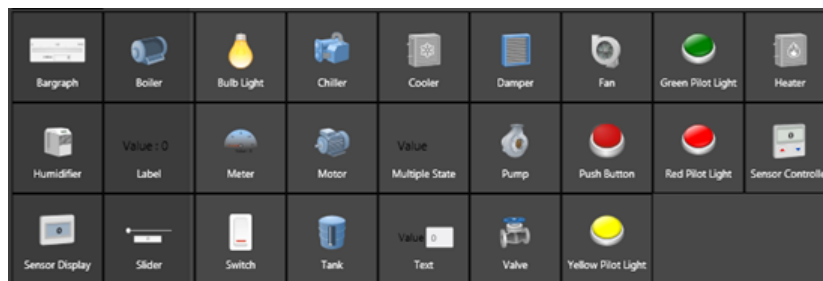 Bargraph
Boiler
Bulb Light
Chiller
Cooler
Damper
Fan
Green Pilot Light
Heater
Value : 0
Value
0
Humidifier
Label
Meter
Motor
Multiple State
Pump
Push Button
Red Pilot Light
Sensor Controlle
0
Value 0
Sensor Display
Slider
Switch
Tank
Text
Valve
Yellow Pilot Light